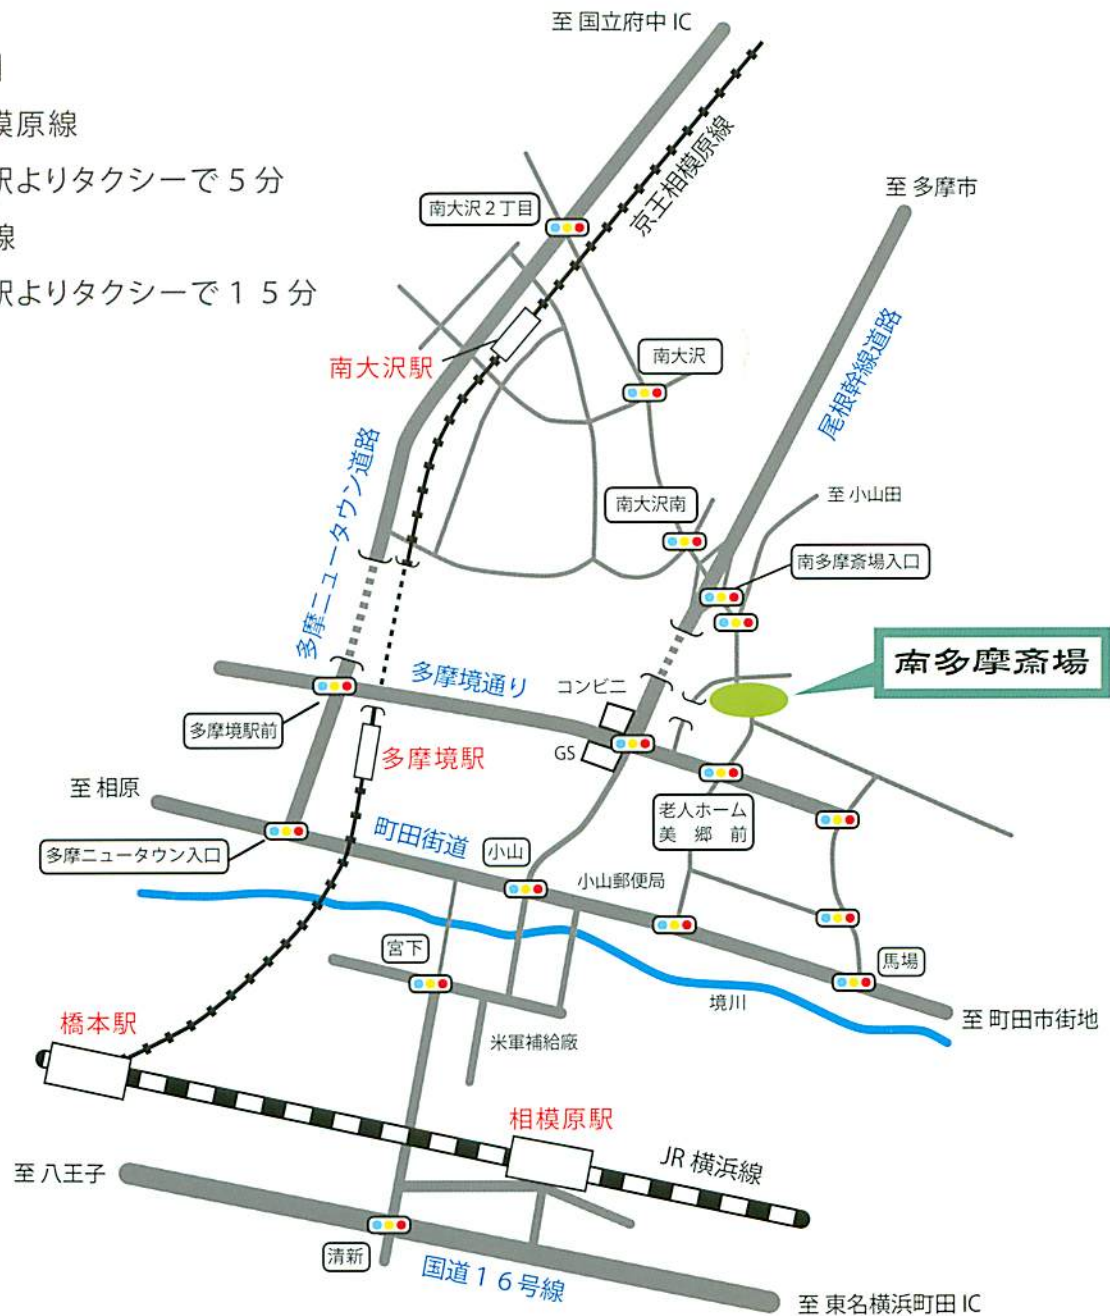 模原線
駅よりタクシーで5分
線
駅よりタクシーで15分
至 国立府中 IC
京王相模原線
至 多摩市
南大沢2丁目
南大沢駅
南大沢
尾根幹線道路
多摩ニュータウン道路
南大沢南
至 小山田
南多摩斎場入口
南多摩斎場
多摩境通り
コンビニ
多摩境駅前
多摩境駅
GS
至 相原
老人ホーム
美郷前
町田街道
小山
多摩ニュータウン入口
小山郵便局
宮下
馬場
境川
至 町田市街地
橋本駅
米軍補給廠
相模原駅
JR 横浜線
至 八王子
清新
国道16号線
至 東名横浜町田 IC